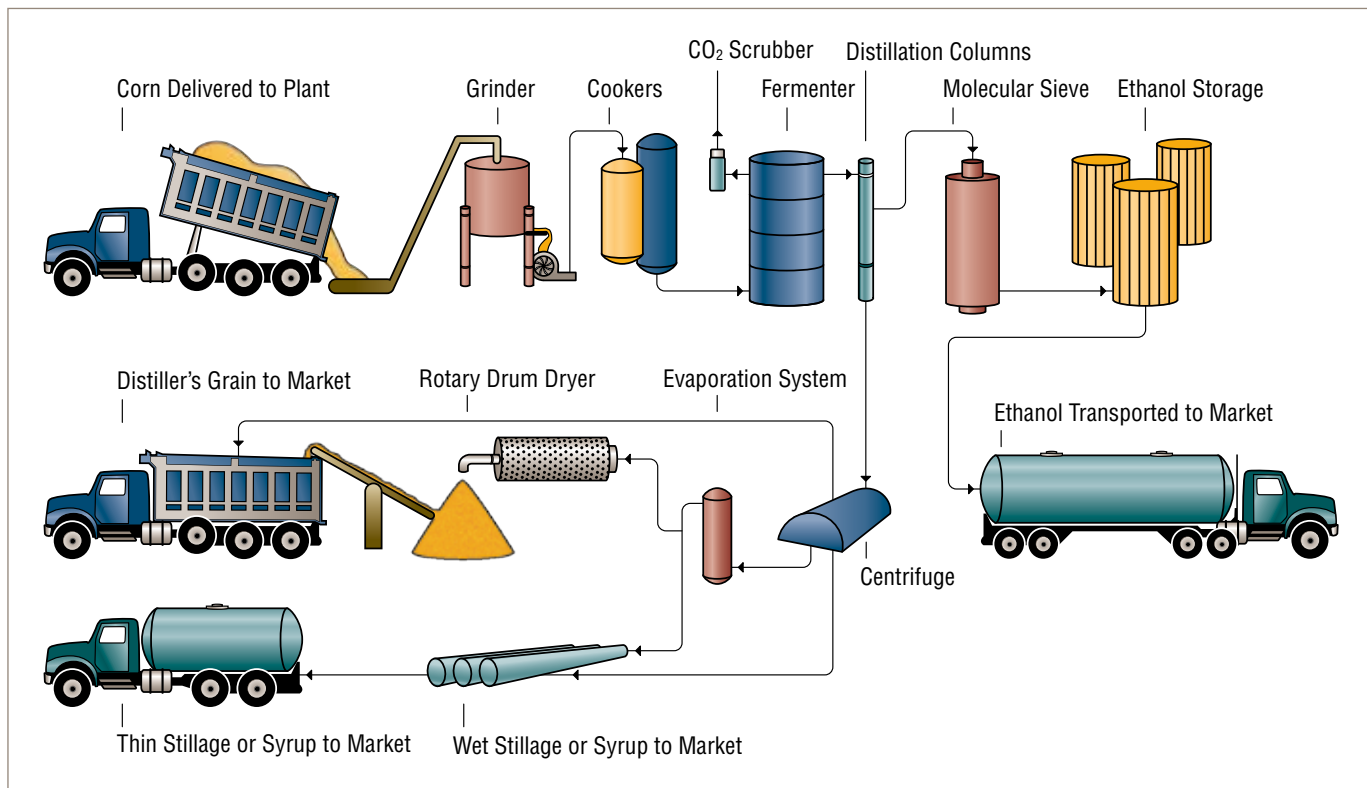 CO₂ Scrubber
Distillation Columns
Corn Delivered to Plant
Grinder
Cookers
Fermenter
Molecular Sieve
Ethanol Storage
Distiller’s Grain to Market
Rotary Drum Dryer
Evaporation System
Ethanol Transported to Market
Centrifuge
Thin Stillage or Syrup to Market
Wet Stillage or Syrup to Market